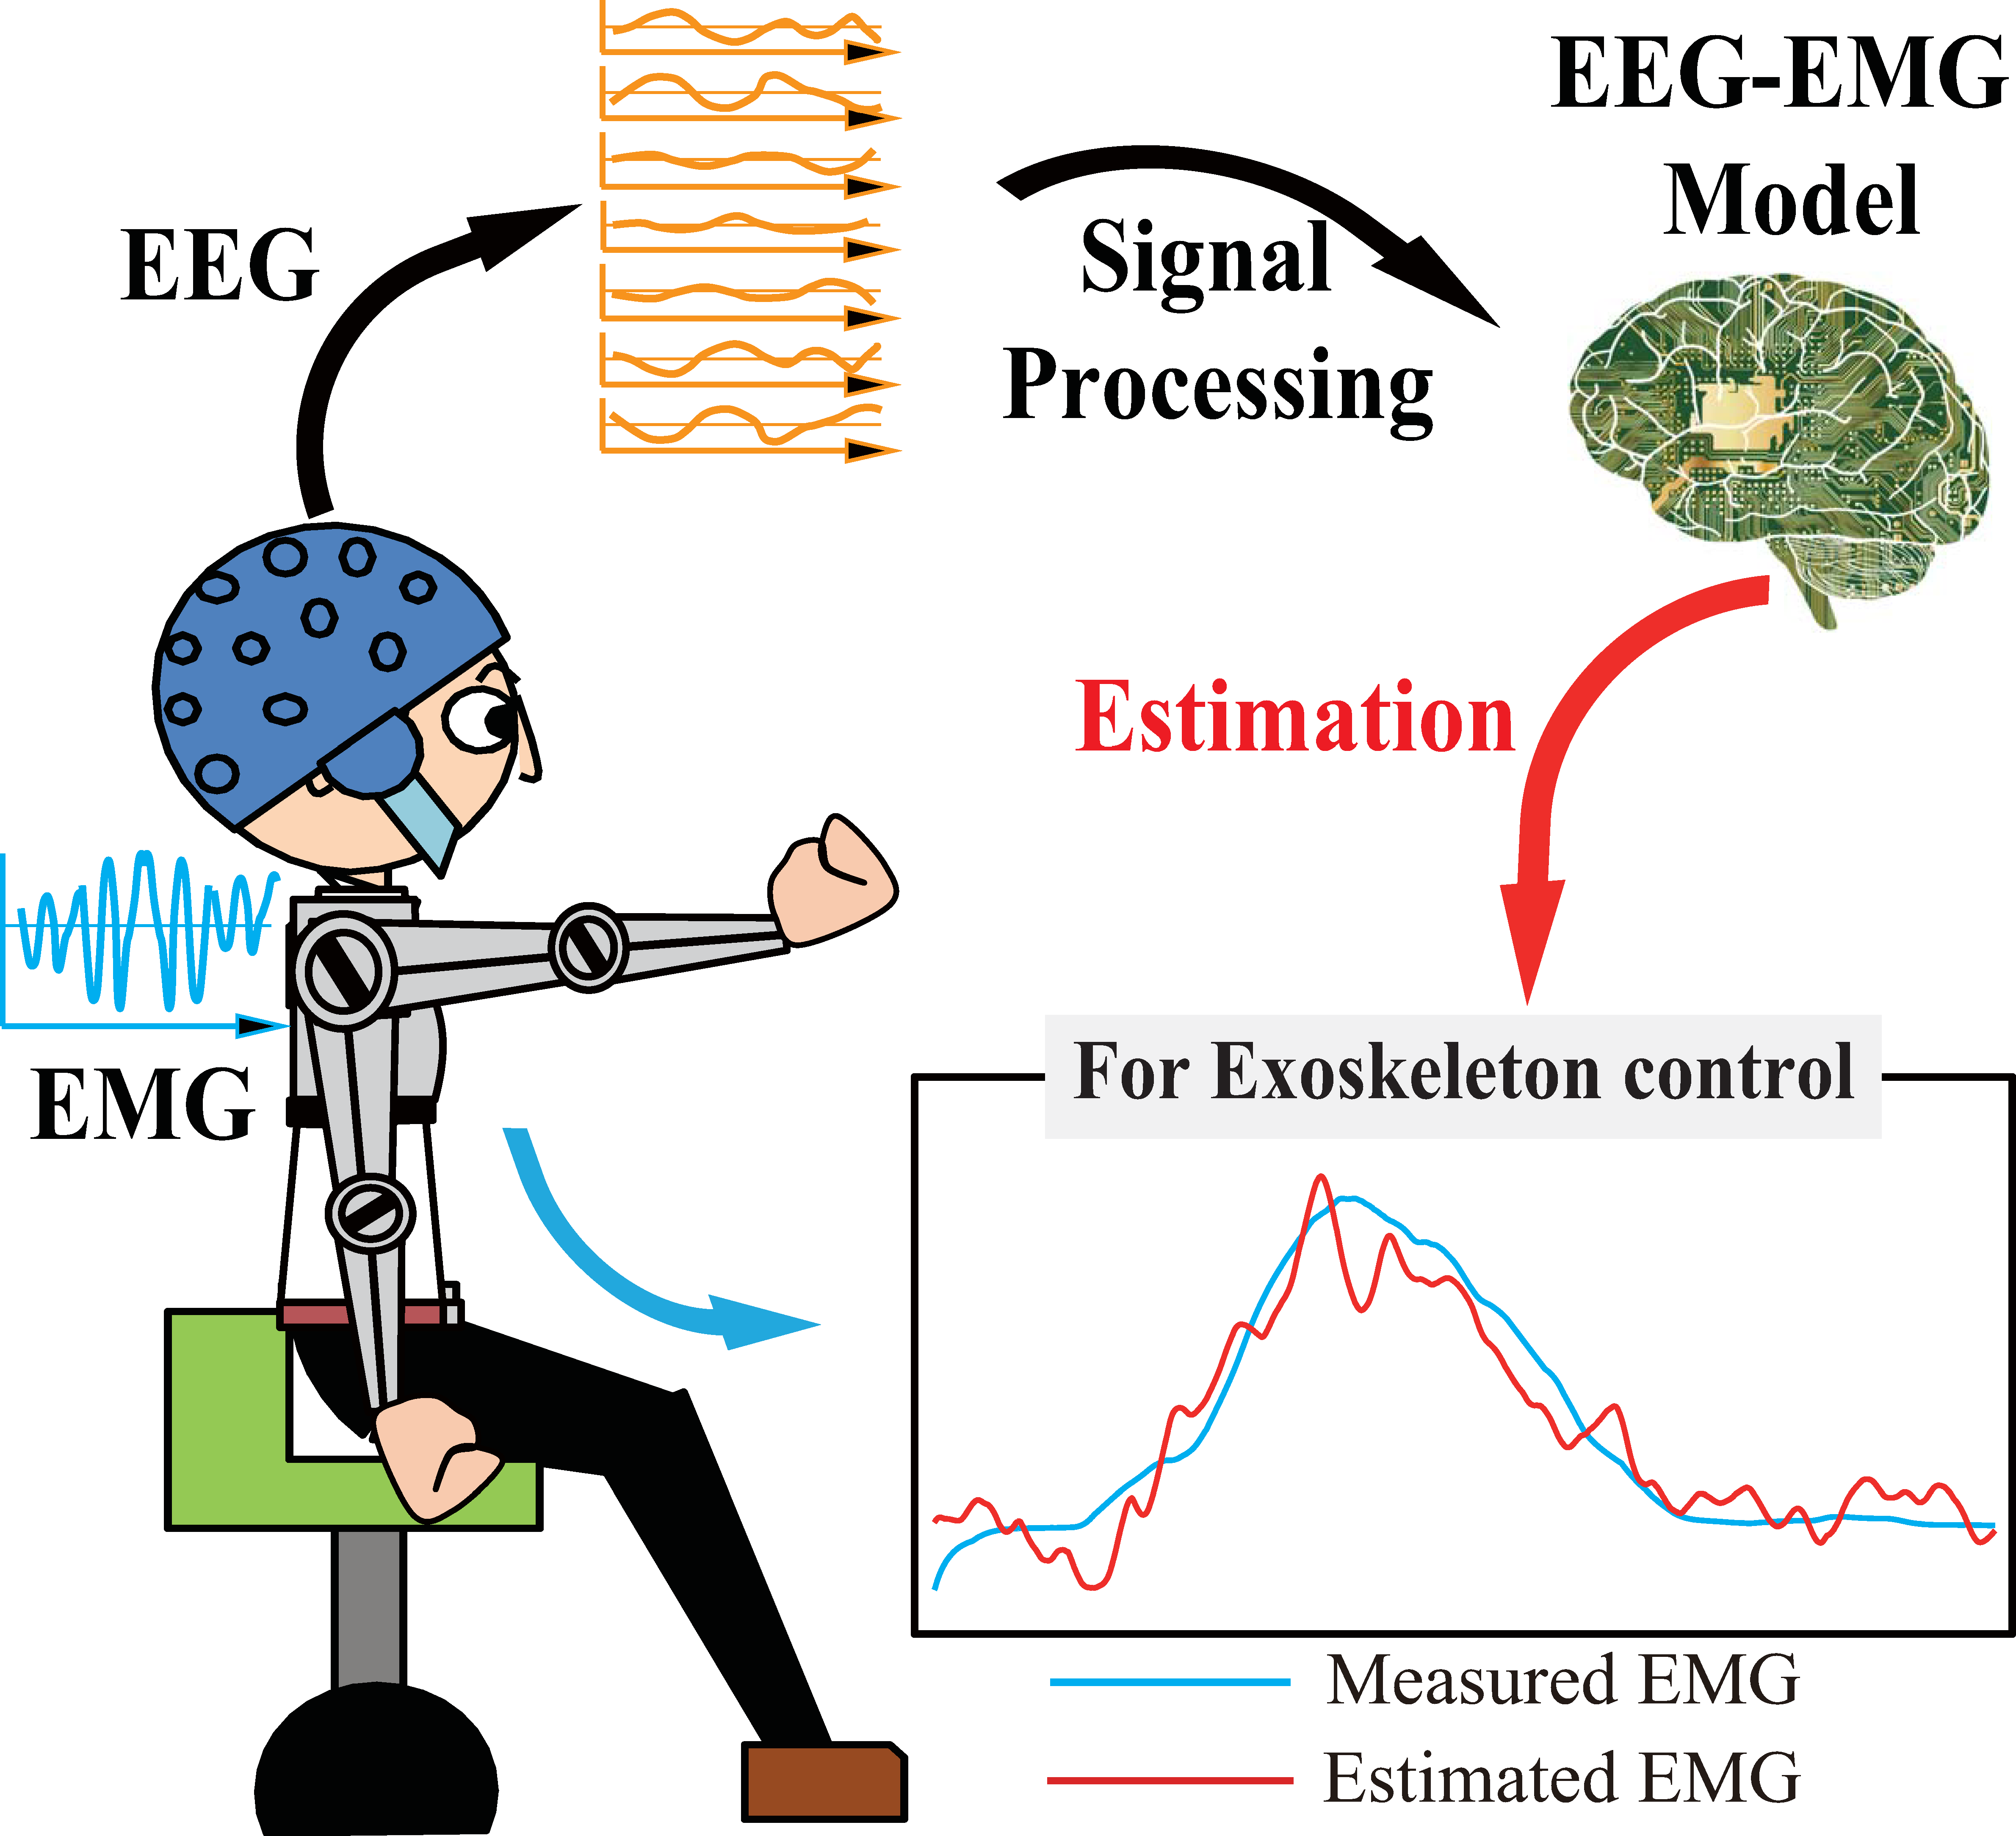 EEG-EMG
Model
EEG
Signal
Processing
Estimation
EMG
For Exoskeleton control
Measured EMG
Estimated EMG